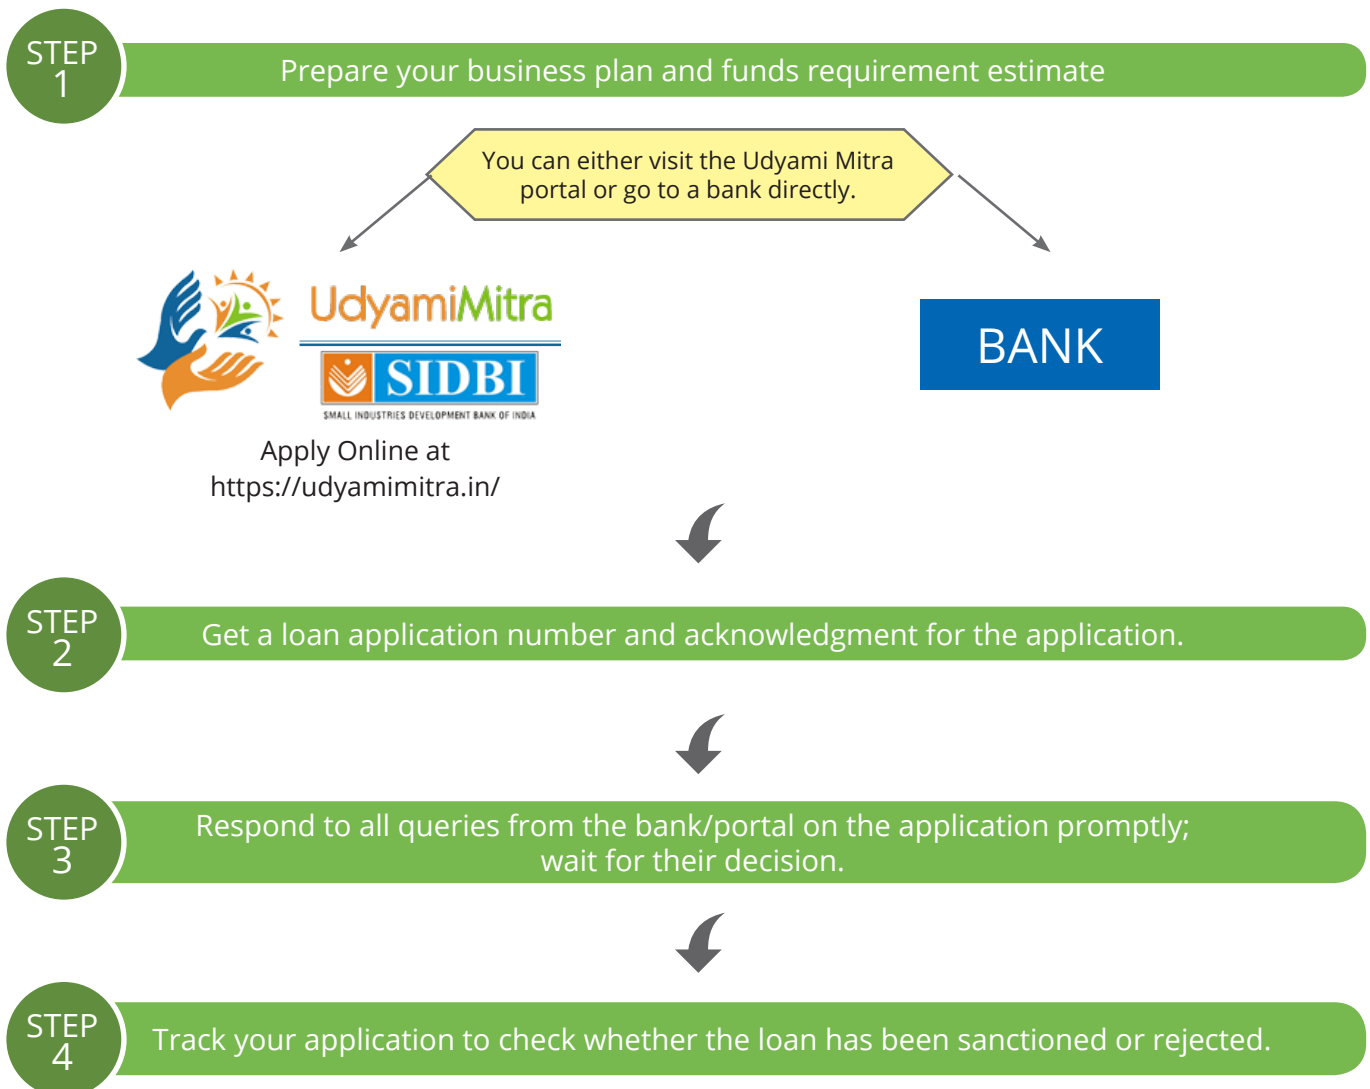 STEP
1
Prepare your business plan and funds requirement estimate
You can either visit the Udyami Mitra
portal or go to a bank directly.
UdyamiMitra
SIDBI
SMALL INDUSTRIES DEVELOPMENT BANK OF INDIA
BANK
Apply Online at
https://udyamimitra.in/
STEP
2
Get a loan application number and acknowledgment for the application.
STEP
3
Respond to all queries from the bank/portal on the application promptly;
wait for their decision.
STEP
4
Track your application to check whether the loan has been sanctioned or rejected.